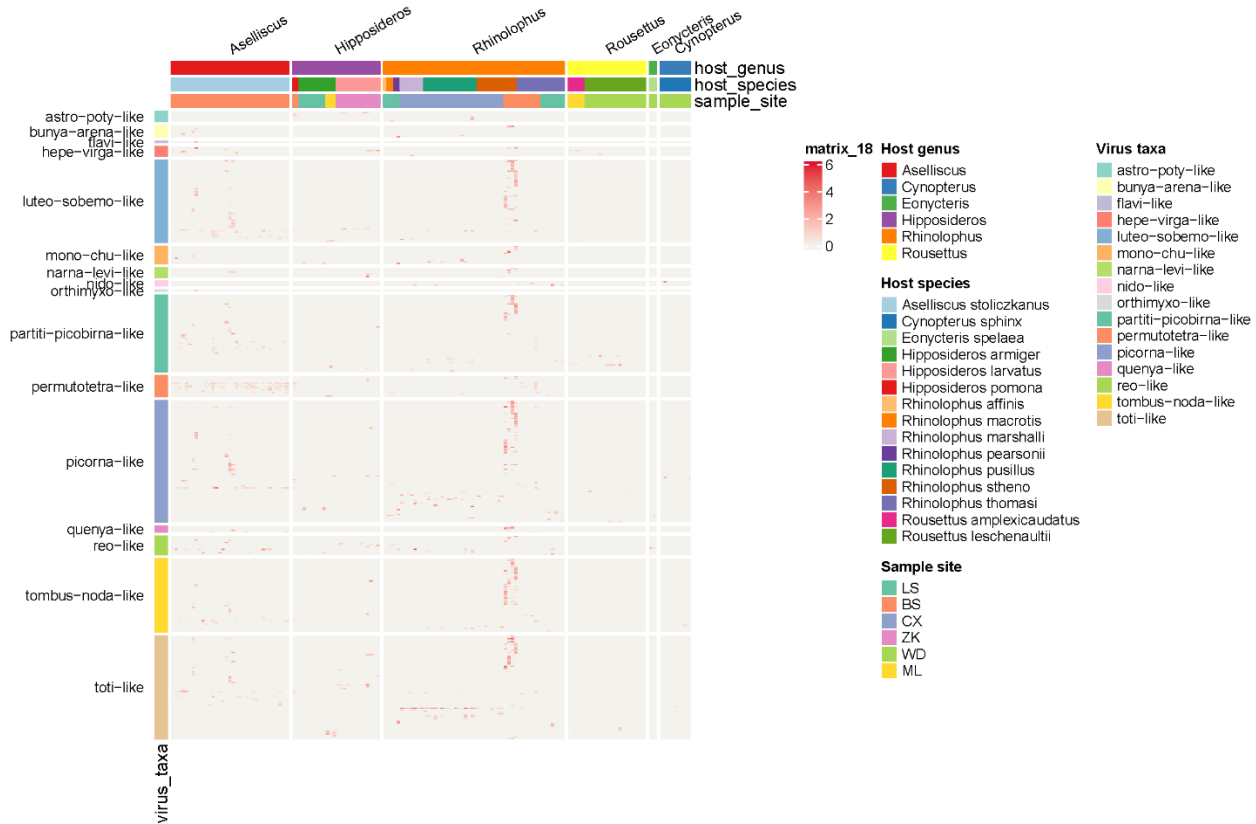 Aselliscus
Hipposideros
Rhinolophus
Rousettus
Eonycteris
Cynopterus
host_genus
host_species
sample_site
astro-poty-like
bunya-arena-like
flavi-like
hepe-virga-like
luteo-sobemo-like
mono-chu-like
narna-levi-like
nido-like
orthimyxo-like
partiti-picobirna-like
permutotetra-like
picorna-like
quenya-like
reo-like
tombus-noda-like
toti-like
virus_taxa
matrix_18
6
4
2
0
Host genus
Aselliscus
Cynopterus
Eonycteris
Hipposideros
Rhinolophus
Rousettus
Host species
Aselliscus stoliczkanus
Cynopterus sphinx
Eonycteris spelaea
Hipposideros armiger
Hipposideros larvatus
Hipposideros pomona
Rhinolophus affinis
Rhinolophus macrotis
Rhinolophus marshalli
Rhinolophus pearsonii
Rhinolophus pusillus
Rhinolophus stheno
Rhinolophus thomasi
Rousettus amplexicaudatus
Rousettus leschenaultii
Sample site
LS
BS
CX
ZK
WD
ML
Virus taxa
astro-poty-like
bunya-arena-like
flavi-like
hepe-virga-like
luteo-sobemo-like
mono-chu-like
narna-levi-like
nido-like
orthimyxo-like
partiti-picobirna-like
permutotetra-like
picorna-like
quenya-like
reo-like
tombus-noda-like
toti-like